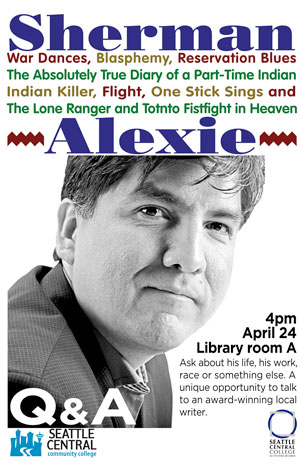 Sherman
War Dances, Blasphemy, Reservation Blues
The Absolutely True Diary of a Part-Time Indian
Indian Killer, Flight, One Stick Sings and
The Lone Ranger and Totnto Fistfight in Heaven
Alexie
4pm
April 24
Library room A
Ask about his life, his work,
race or something else. A
unique opportunity to talk
to an award-winning local
writer.
Q&A
SEATTLE
CENTRAL
community college
SEATTLE
CENTRAL
COLLEGE